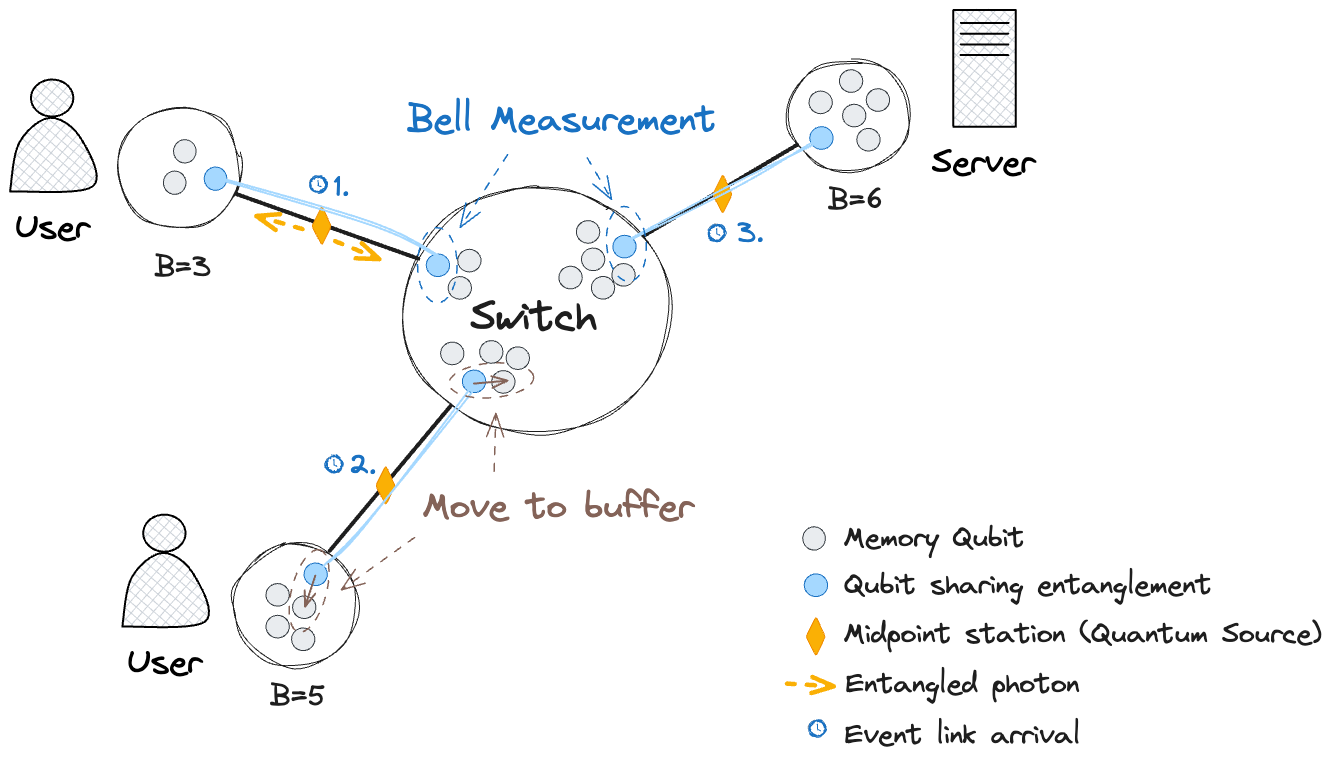 Bell Measurement
Server
1.
User
B=3
B=6
3.
Switch
2.
Move to buffer
User
B=5
Memory Qubit
Qubit sharing entanglement
Midpoint station (Quantum Source)
Entangled photon
Event link arrival